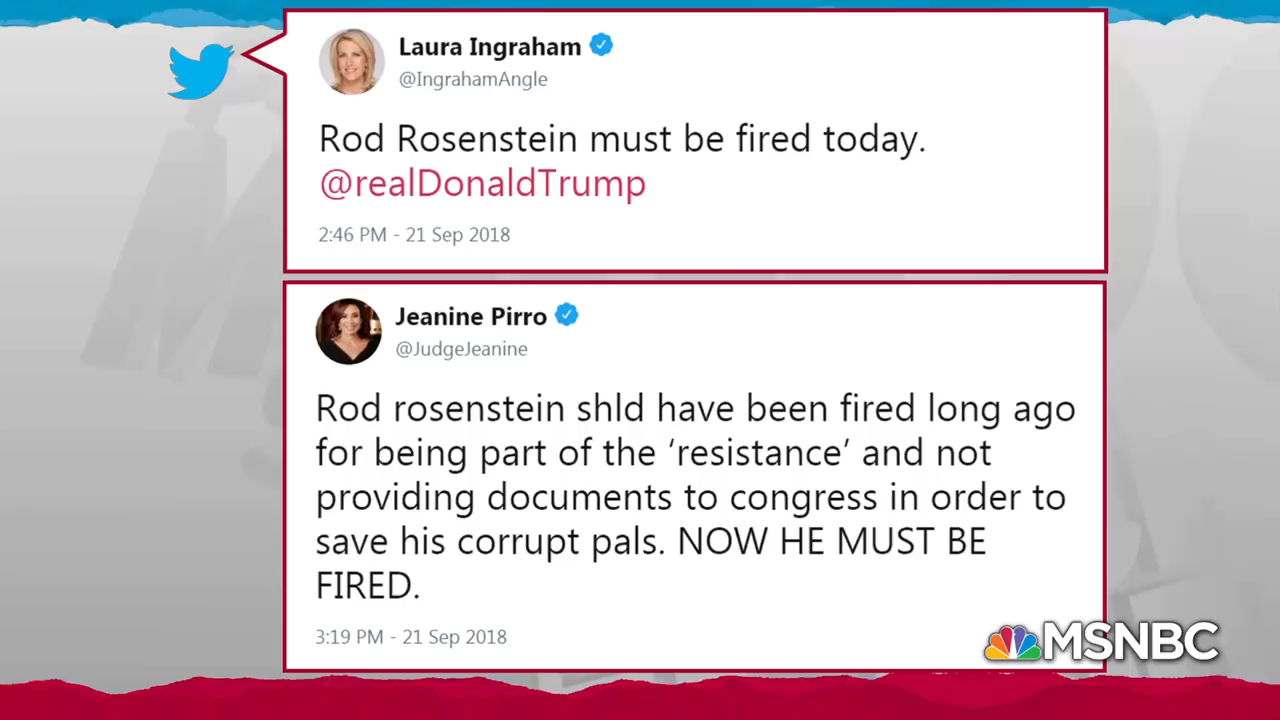 Laura Ingraham
@IngrahamAngle
Rod Rosenstein must be fired today.
@realDonaldTrump
2:46 PM - 21 Sep 2018
Jeanine Pirro
@JudgeJeanine
Rod rosenstein shld have been fired long ago
for being part of the ‘resistance’ and not
providing documents to congress in order to
save his corrupt pals. NOW HE MUST BE
FIRED.
3:19 PM - 21 Sep 2018
MSNBC